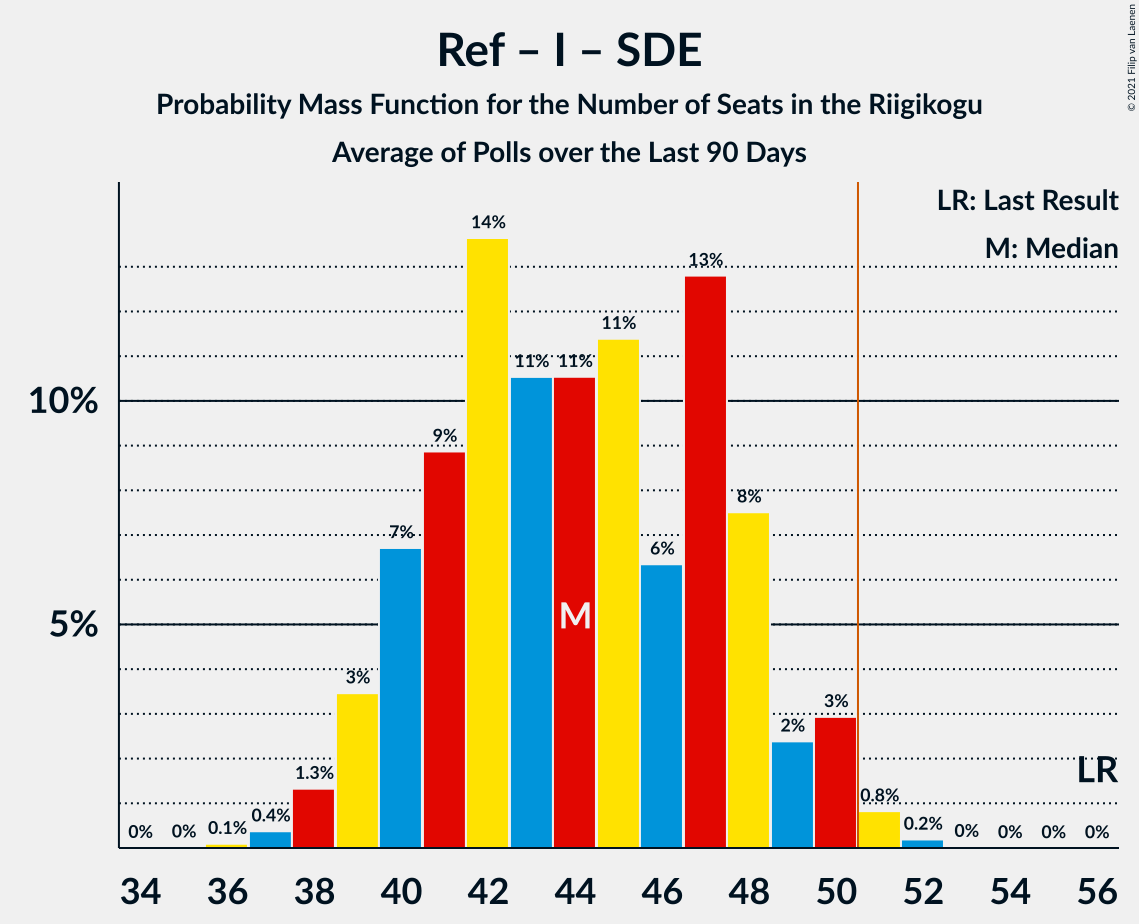 Ref – I – SDE
Probability Mass Function for the Number of Seats in the Riigikogu
Average of Polls over the Last 90 Days
© 2021 Filip van Laenen
LR: Last Result
M: Median
14%
13%
11%
11% 11%
10%
9%
8%
7%
6%
M
5%
3%
3%
2%
1.3%
LR
0.8%
0.4%
0.2%
0% 0% 0.1%
0% 0% 0% 0%
34 36 38 40 42 44 46 48 50 52 54 56